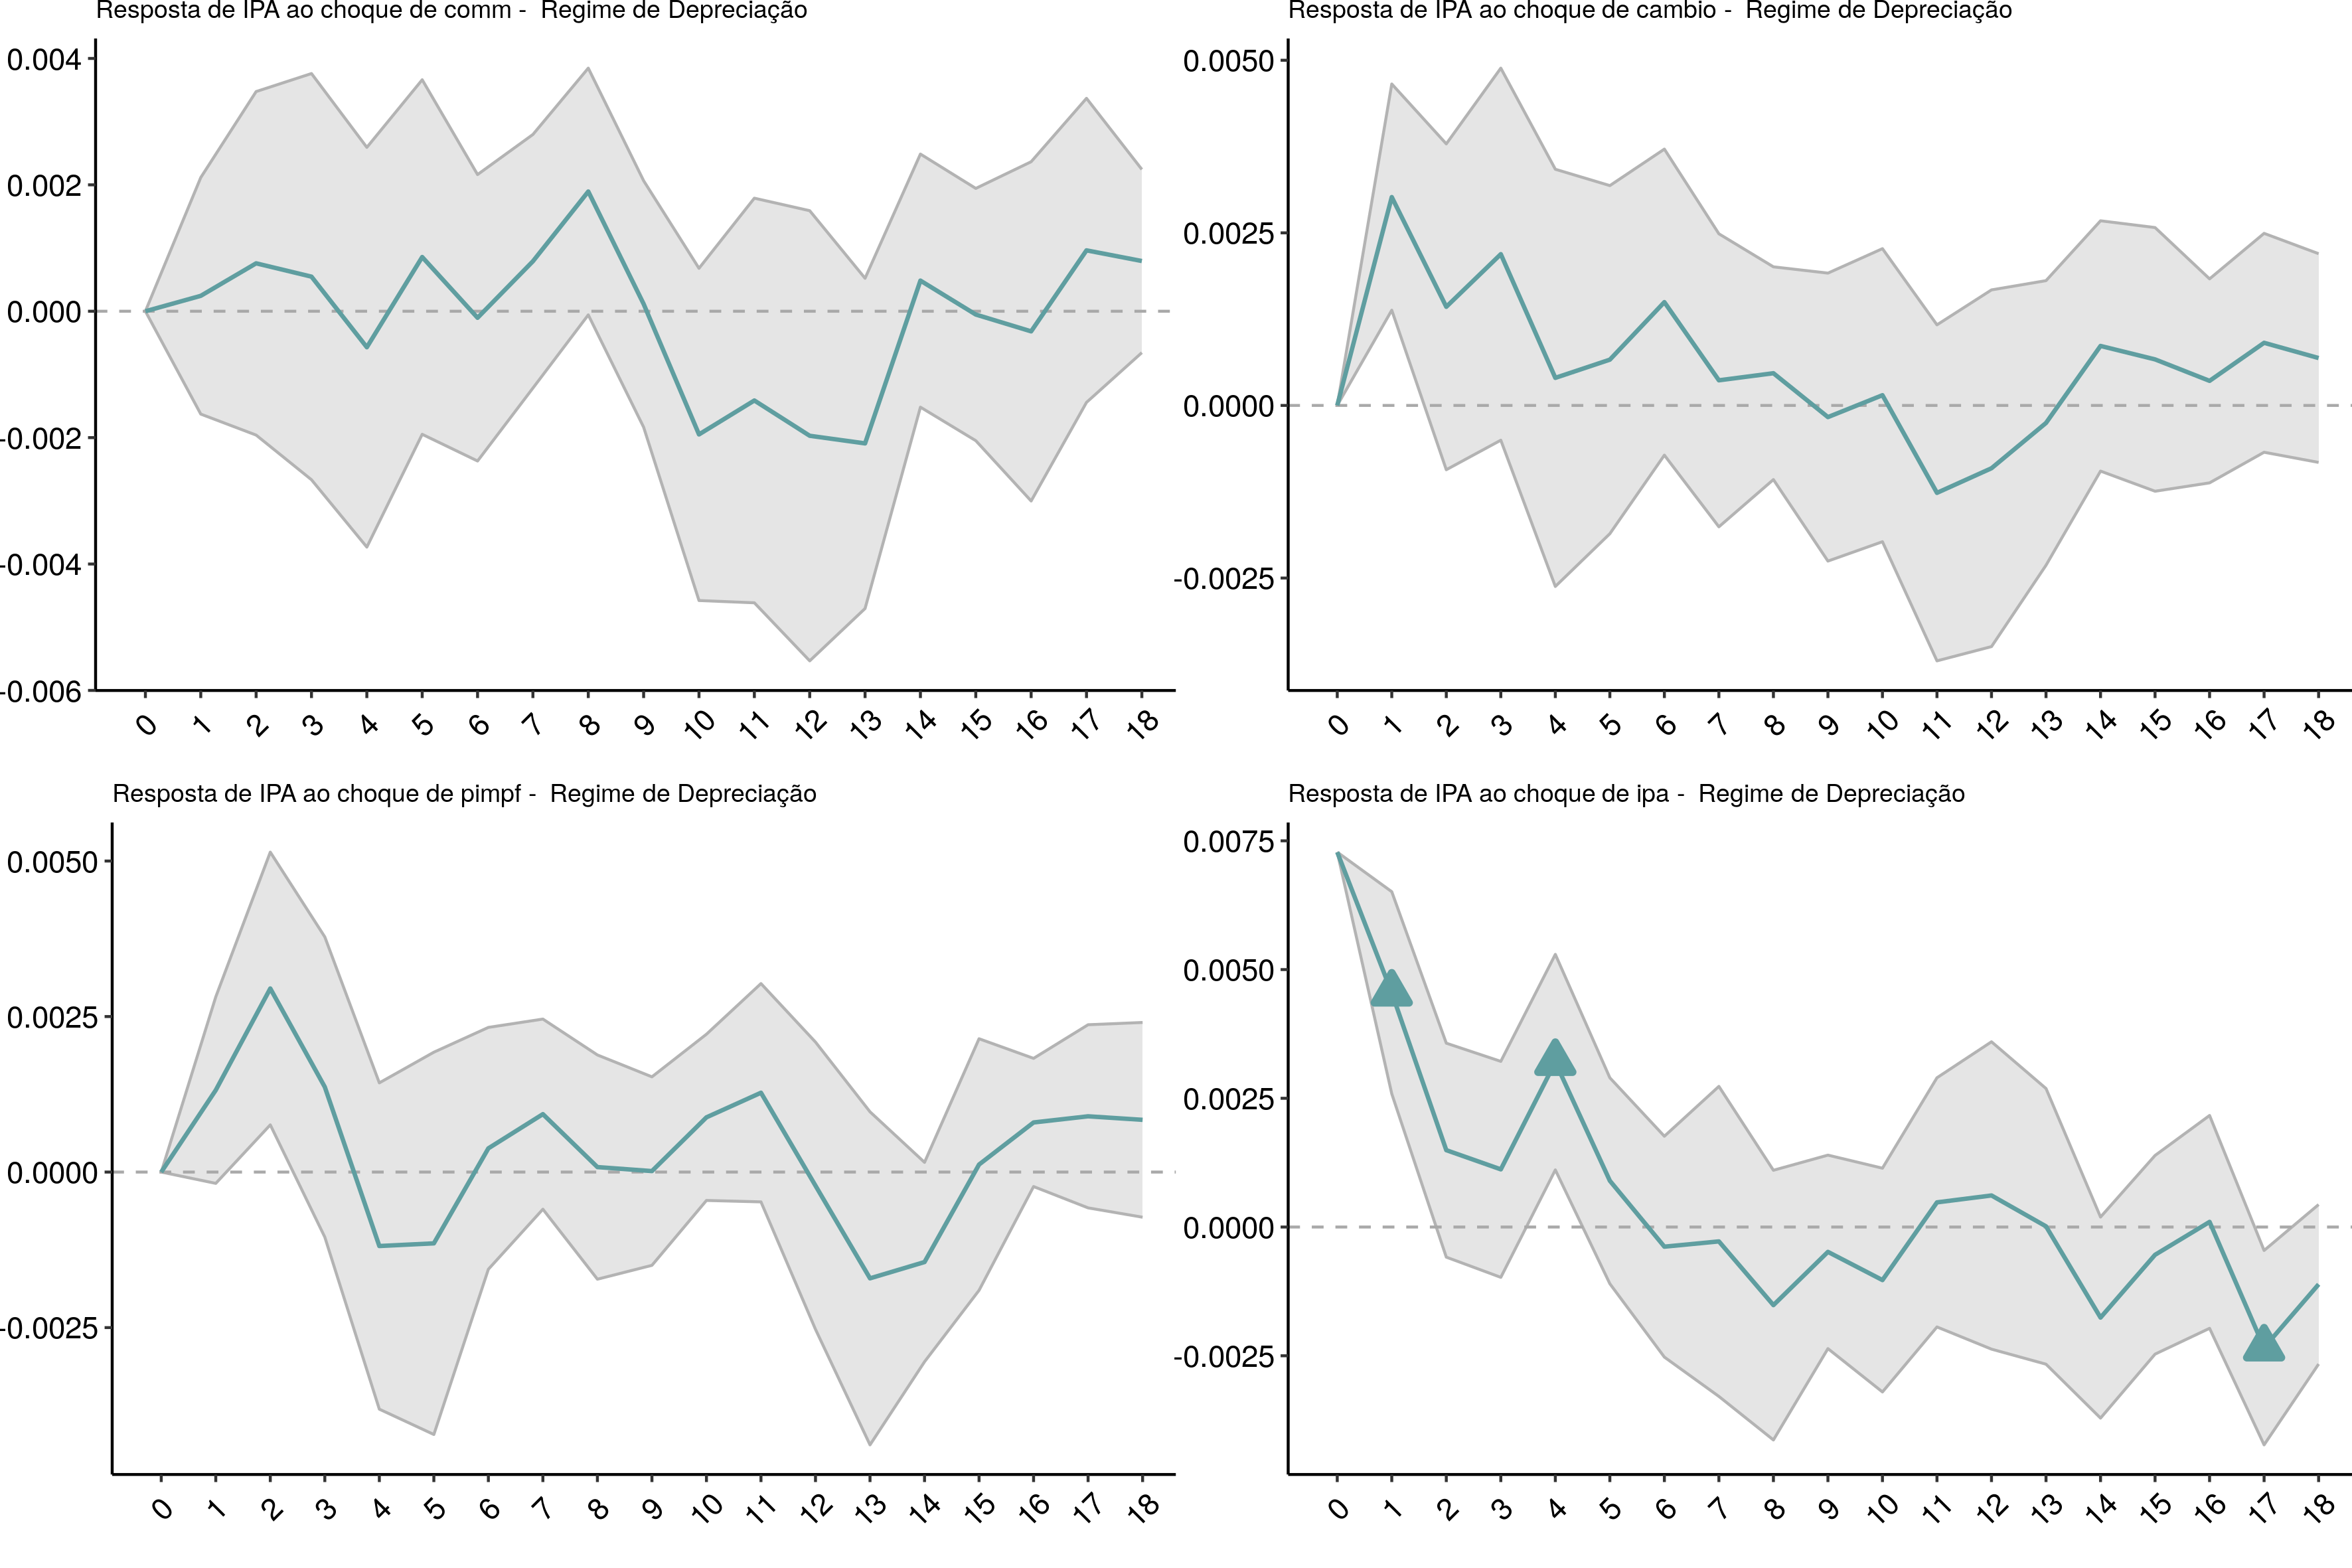 Resposta de IPA ao choque de comm - Regime de Depreciação
0.004
0.002
0.000
-0.002
-0.004
-0.006
0 1 2 3 4 5 6 7 8 9 10 11 12 13 14 15 16 17 18
Resposta de IPA ao choque de cambio - Regime de Depreciação
0.0050
0.0025
0.0000
-0.0025
0 1 2 3 4 5 6 7 8 9 10 11 12 13 14 15 16 17 18
Resposta de IPA ao choque de pimpf - Regime de Depreciação
0.0050
0.0025
0.0000
-0.0025
0 1 2 3 4 5 6 7 8 9 10 11 12 13 14 15 16 17 18
Resposta de IPA ao choque de ipa - Regime de Depreciação
0.0075
0.0050
0.0025
0.0000
-0.0025
0 1 2 3 4 5 6 7 8 9 10 11 12 13 14 15 16 17 18